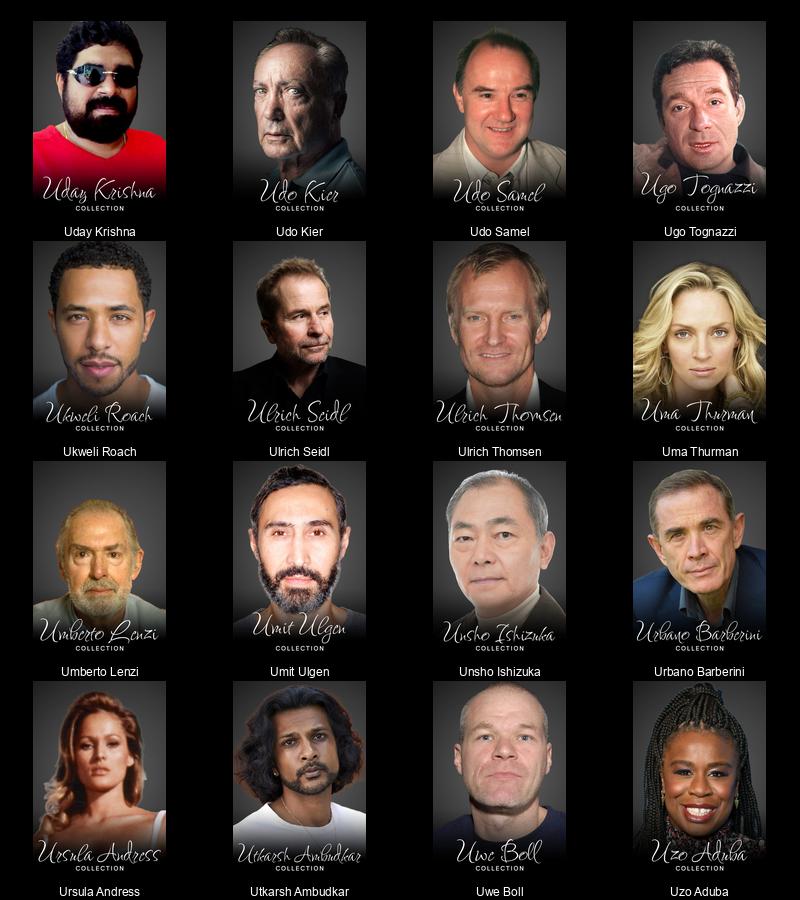 Uday Krishna
COLLECTION
Uday Krishna
Udo Kier
COLLECTION
Udo Kier
Udo Samel
COLLECTION
Udo Samel
Ugo Tognazzi
COLLECTION
Ugo Tognazzi
Ukweli Roach
COLLECTION
Ukweli Roach
Ulrich Seidl
COLLECTION
Ulrich Seidl
Ulrich Thomsen
COLLECTION
Ulrich Thomsen
Uma Thurman
COLLECTION
Uma Thurman
Umberto Lenzi
COLLECTION
Umberto Lenzi
Umit Ulgen
COLLECTION
Umit Ulgen
Unsho Ishizuka
COLLECTION
Unsho Ishizuka
Urbano Barberini
COLLECTION
Urbano Barberini
Ursula Andress
COLLECTION
Ursula Andress
Utkarsh Ambudkar
COLLECTION
Utkarsh Ambudkar
Uwe Boll
COLLECTION
Uwe Boll
Uzo Aduba
COLLECTION
Uzo Aduba